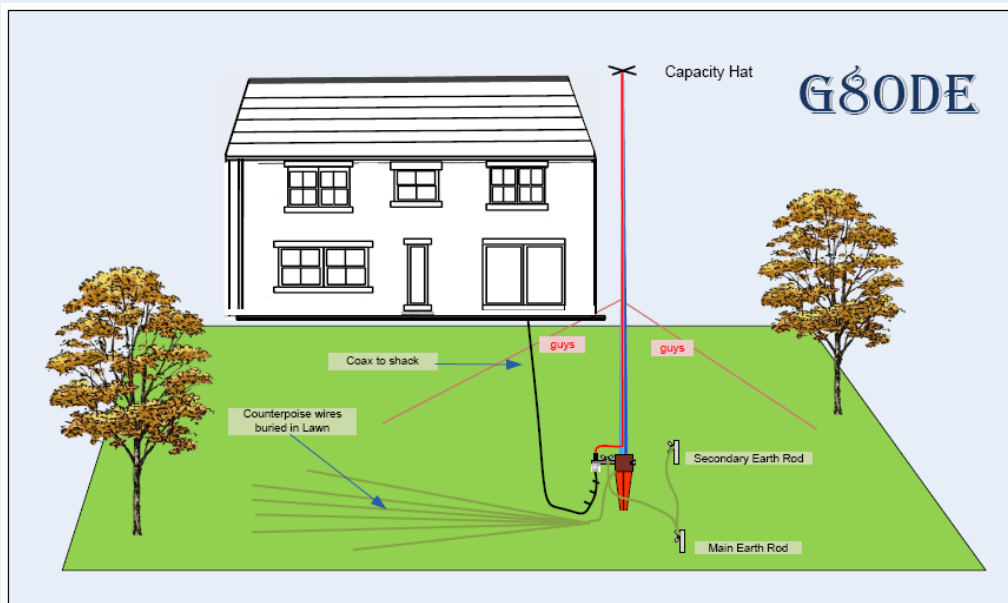 Capacity Hat
G8ODE
guys
guys
Coax to shack
Counterpoise wires
buried in Lawn
Secondary Earth Rod
Main Earth Rod